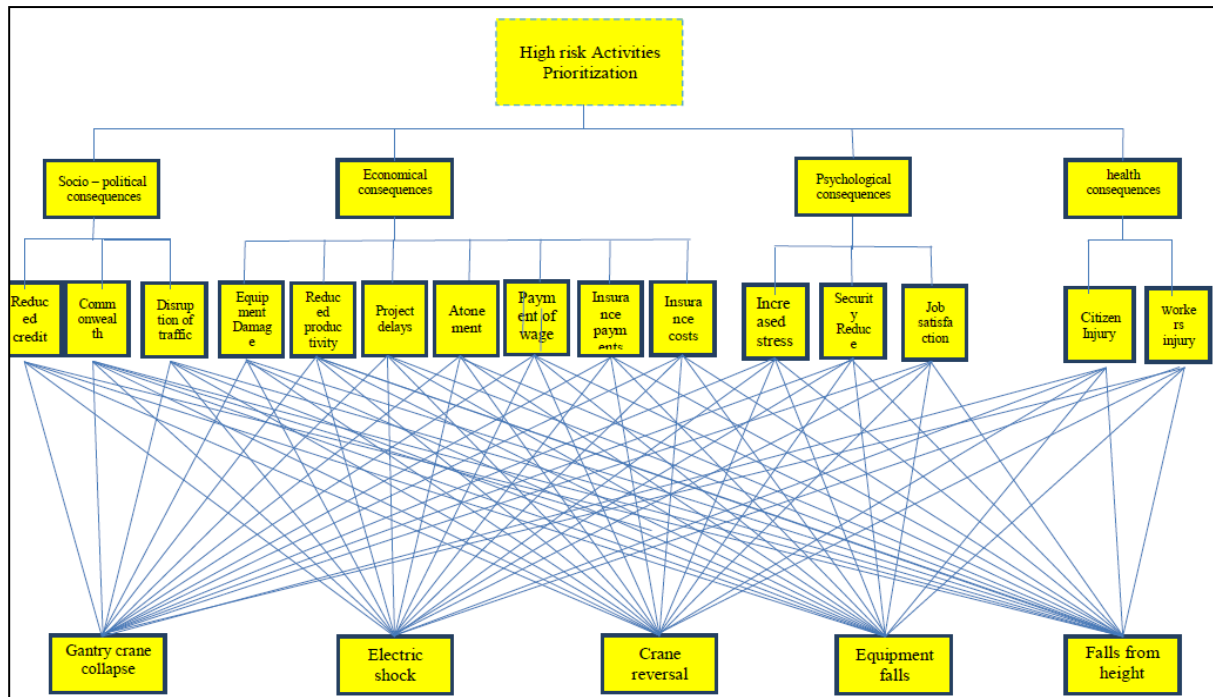 High risk Activities
Prioritization
Socio – political
consequences
Economical
consequences
Psychological
consequences
health
consequences
Reduc
ed
credit
Comm
onweal
th
Disrup
tion of
traffic
Equip
ment
Damag
e
Reduc
ed
produc
tivity
Project
delays
Atone
ment
Paym
ent of
wage
Insura
nce
paym
ents
Insura
nce
costs
Incre
ased
stress
Securit
y
Reduc
e
Job
satisfa
ction
Citizen
Injury
Worke
rs
injury
Gantry crane
collapse
Electric
shock
Crane
reversal
Equipment
falls
Falls from
height